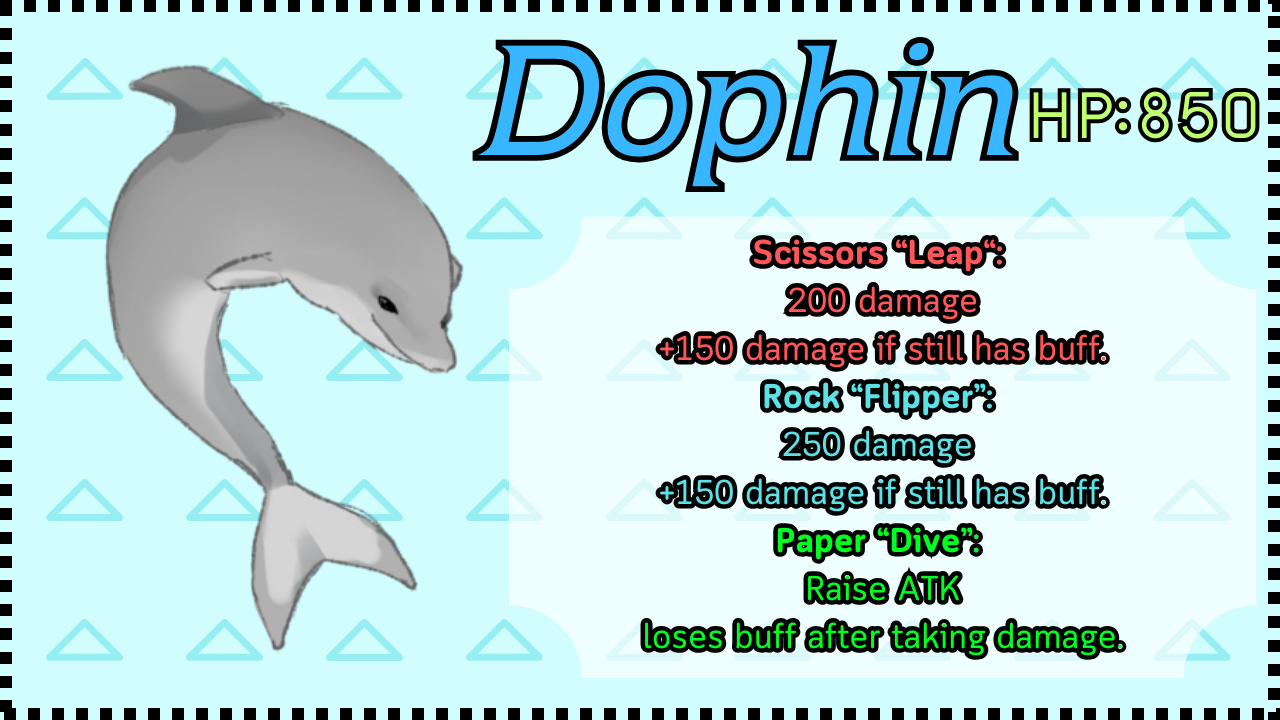 Dophin HP:850
Scissors “Leap“:
200 damage
+150 damage if still has buff.
Rock “Flipper”:
250 damage
+150 damage if still has buff.
Paper “Dive”:
Raise ATK
loses buff after taking damage.